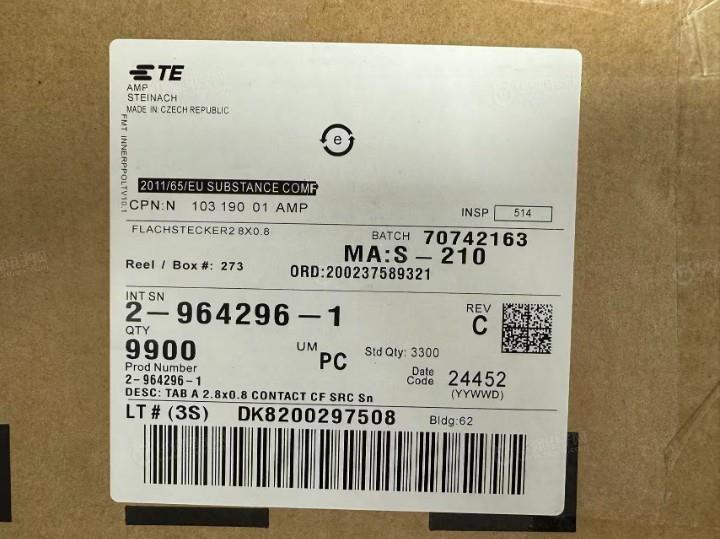 TE
AMP
STEINACH
MADE IN CZECH REPUBLIC
FMT INNERPPOLTV10.1
e
2011/65/EU SUBSTANCE COMP
CPN:N 103 190 01 AMP
INSP 514
FLACHSTECKER2 8X0.8
BATCH 70742163
MA:S-210
Reel / Box #: 273
ORD:200237589321
INT SN
2-964296-1
REV
C
QTY
9900
UM
PC
Std Qty: 3300
Prod Number
2-964296-1
Date
Code 24452
(YYWWD)
DESC: TAB A 2.8x0.8 CONTACT CF SRC Sn
LT # (3S) DK8200297508 Bldg:62